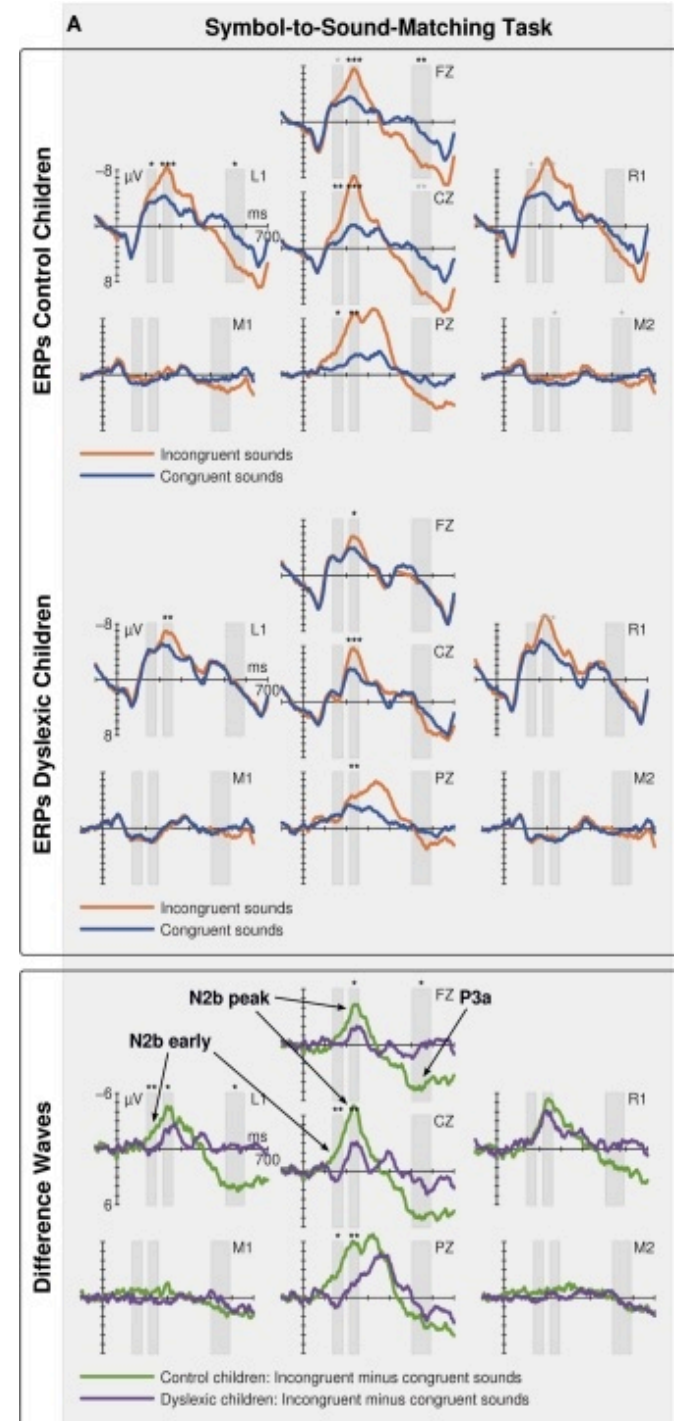 A
Symbol-to-Sound-Matching Task
ERPs Control Children
* *** **
FZ
-8
μV
* *** *
L1
ms
700
8
** *** **
CZ
*
R1
M1
* **
PZ
* *
M2
Incongruent sounds
Congruent sounds
ERPs Dyslexic Children
*
FZ
-8
μV
**
L1
ms
700
8
***
CZ
R1
M1
**
PZ
M2
Incongruent sounds
Congruent sounds
Difference Waves
* *
FZ
N2b peak
P3a
N2b early
-6
μV
** * *
L1
ms
700
6
** **
CZ
R1
M1
* **
PZ
M2
Control children: Incongruent minus congruent sounds
Dyslexic children: Incongruent minus congruent sounds